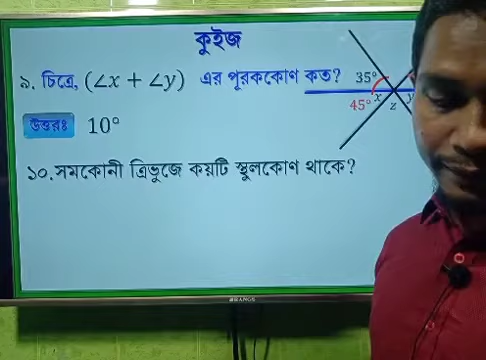 কুইজ
৯. চিত্রে, (∠x + ∠y) এর পূরককোণ কত?
35°
45° x z y
উত্তরঃ 10°
১০.সমকোনী ত্রিভুজে কয়টি স্থুলকোণ থাকে?